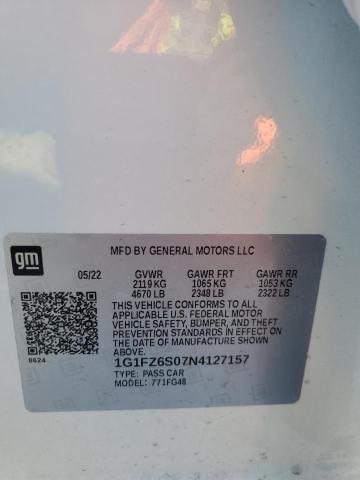 gm
MFD BY GENERAL MOTORS LLC
05/22 GVWR GAWR FRT GAWR RR
2119 KG 1065 KG 1053 KG
4670 LB 2348 LB 2322 LB
THIS VEHICLE CONFORMS TO ALL
APPLICABLE U.S. FEDERAL MOTOR
VEHICLE SAFETY, BUMPER, AND THEFT
PREVENTION STANDARDS IN EFFECT
ON THE DATE OF MANUFACTURE
SHOWN ABOVE.
8624
1G1FZ6S07N4127157
TYPE: PASS CAR
MODEL: 771FG48